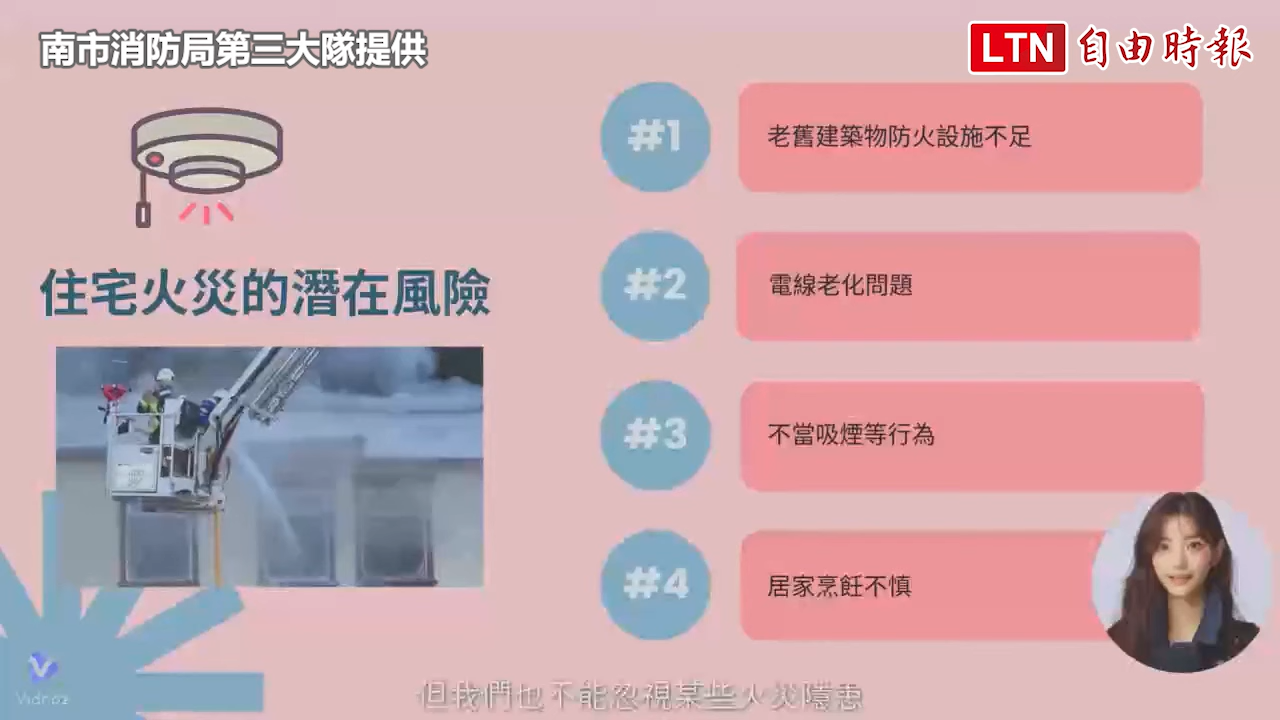 南市消防局第三大隊提供
LTN 自由時報
住宅火災的潛在風險
#1
老舊建築物防火設施不足
#2
電線老化問題
#3
不當吸煙等行為
#4
居家烹飪不慎
Vidnoz
但我們也不能忽視某些火災隱患